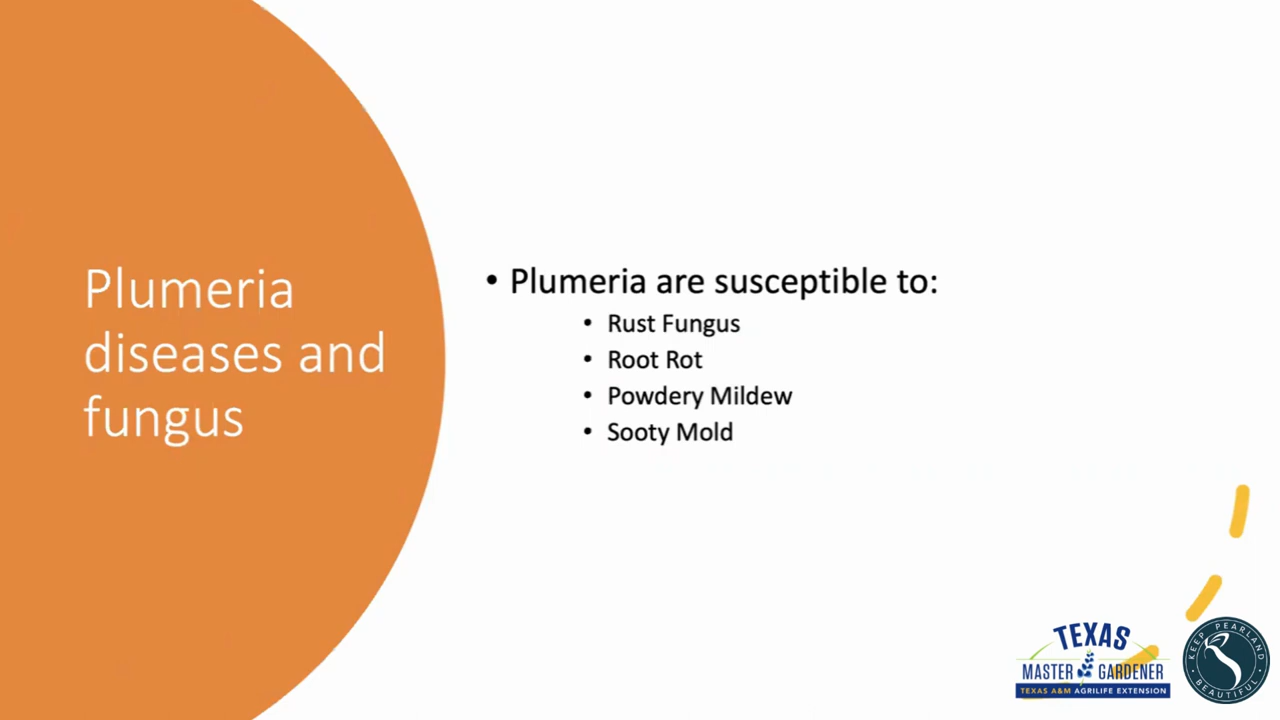 Plumeria
diseases and
fungus
• Plumeria are susceptible to:
• Rust Fungus
• Root Rot
• Powdery Mildew
• Sooty Mold
TEXAS
MASTER GARDENER
TEXAS A&M AGRILIFE EXTENSION
KEEP PEARLAND
BEAUTIFUL